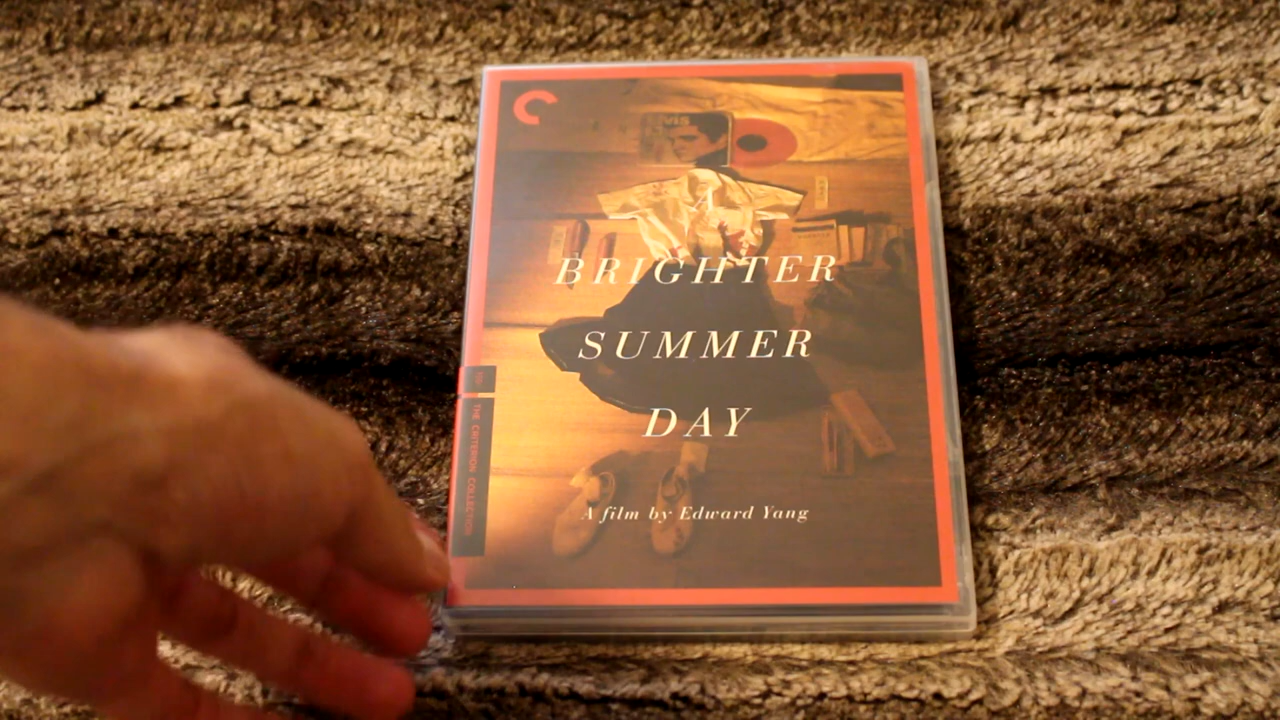 BRIGHTER
SUMMER
DAY
A film by Edward Yang
THE CRITERION COLLECTION